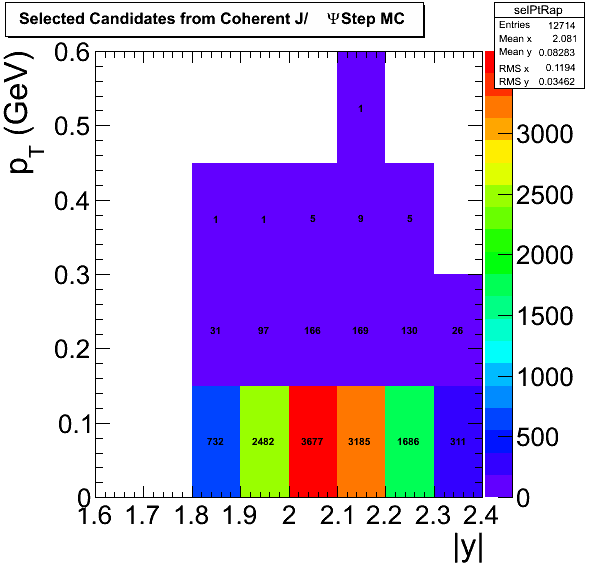 Selected Candidates from Coherent J/ ΨStep MC
selPtRap
Entries 12714
Mean x 2.081
Mean y 0.08283
RMS x 0.1194
RMS y 0.03462
p_T (GeV)
0.6
0.5
0.4
0.3
0.2
0.1
0
1
1 1 5 9 5
31 97 166 169 130 26
732 2482 3677 3185 1686 311
3000
2500
2000
1500
1000
500
0
1.6 1.7 1.8 1.9 2 2.1 2.2 2.3 2.4
|y|